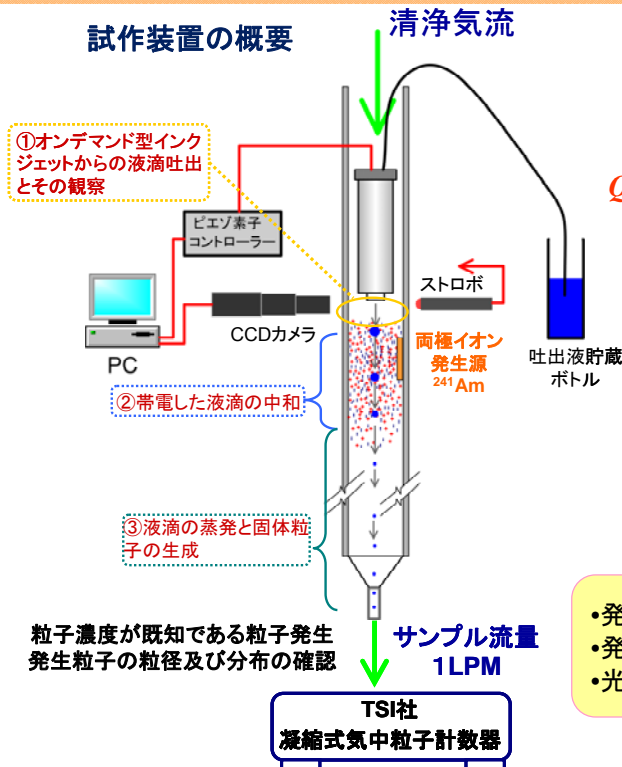 試作装置の概要
清浄気流
①オンデマンド型インク
ジェットからの液滴吐出
とその観察
Q
ピエゾ素子
コントローラー
ストロボ
CCDカメラ
PC
両極イオン
発生源
²⁴¹Am
吐出液貯蔵
ボトル
②帯電した液滴の中和
③液滴の蒸発と固体粒
子の生成
粒子濃度が既知である粒子発生
発生粒子の粒径及び分布の確認
サンプル流量
1LPM
•発
•発
•光
TSI社
凝縮式気中粒子計数器